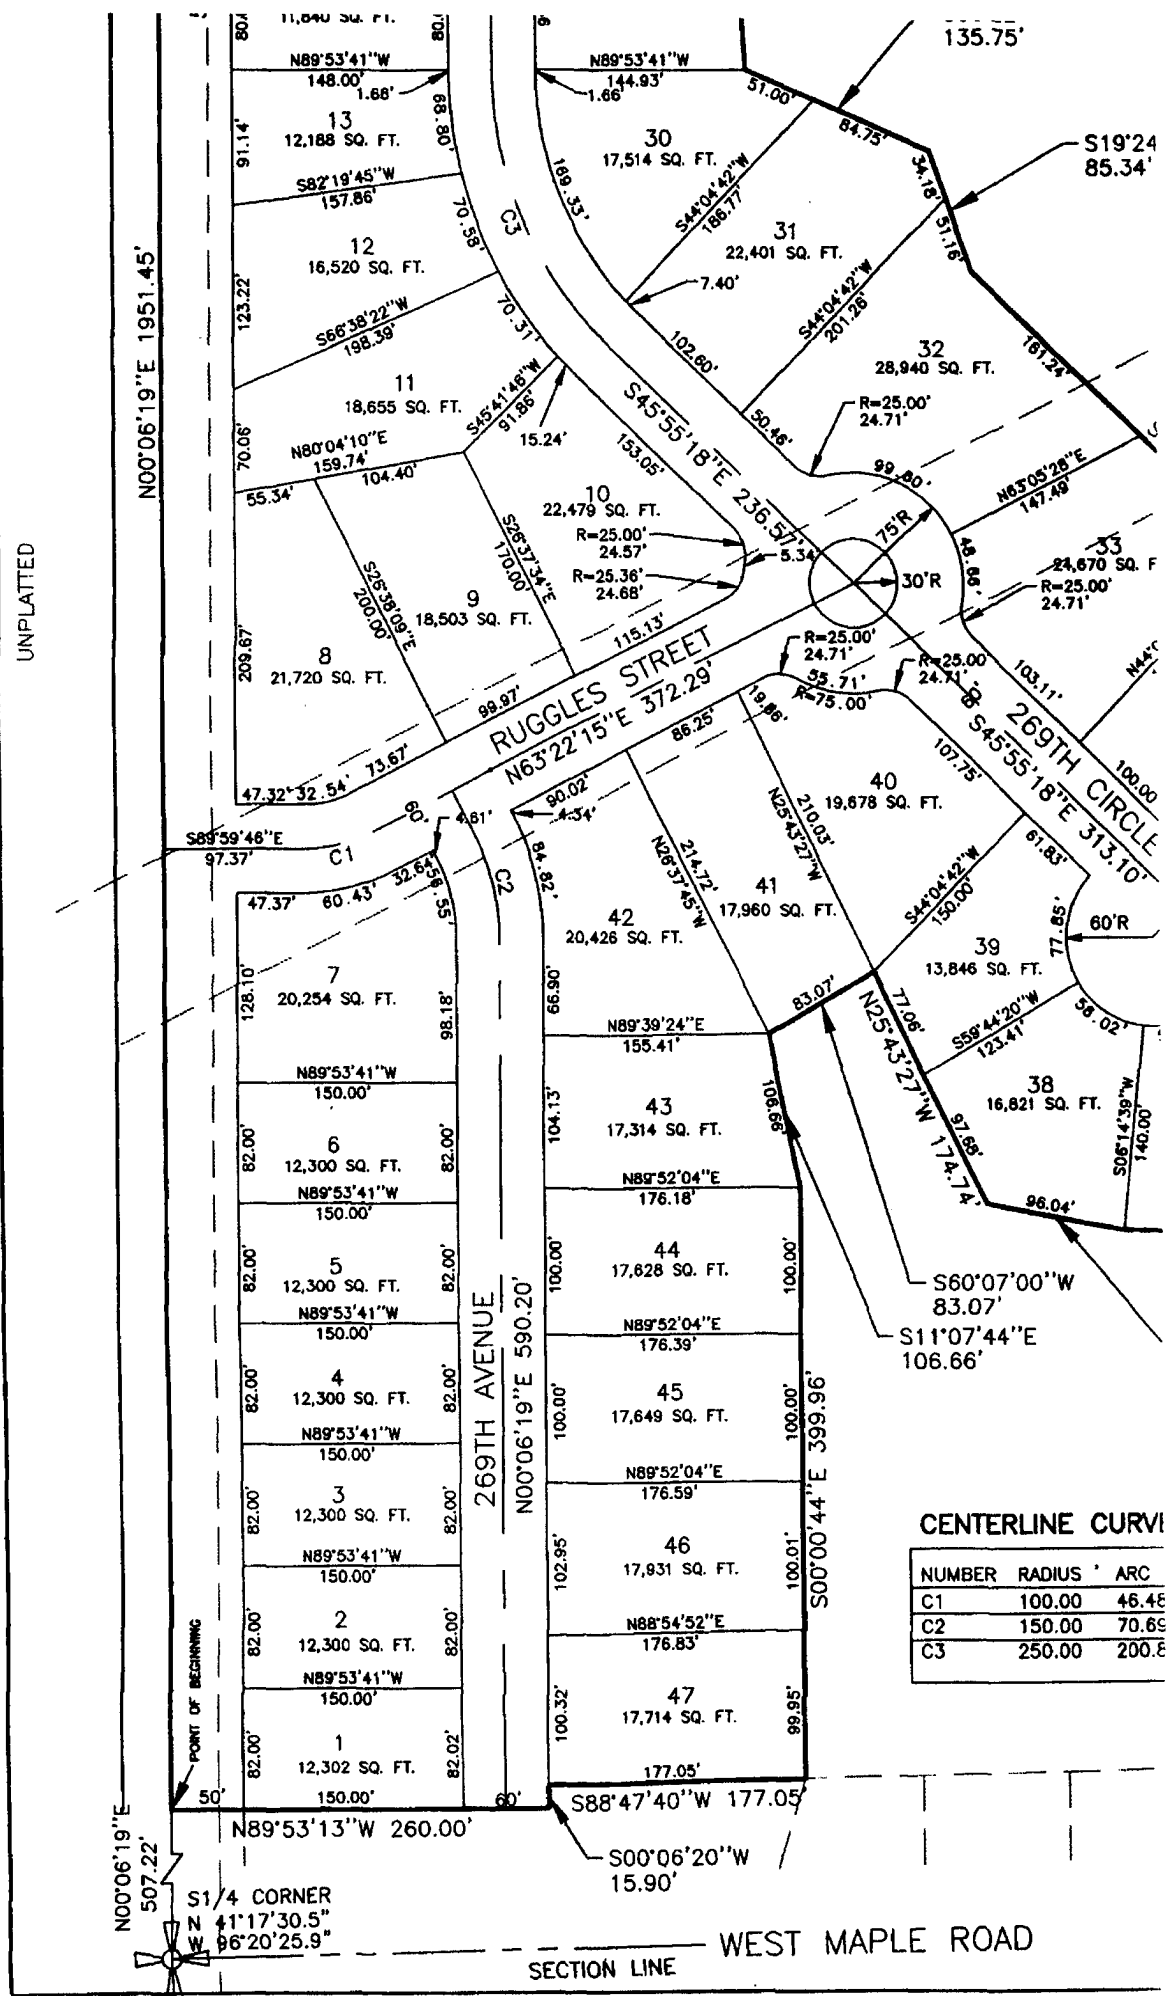 11,840 SQ. FT.
135.75'
N89°53'41"W
148.00'
1.68'
N89°53'41"W
144.93'
1.66'
51.00'
84.75'
68.80'
91.14'
13
12,188 SQ. FT.
30
17,514 SQ. FT.
S19°24
85.34'
34.18'
51.16'
S82°19'45"W
157.86'
169.33'
S44°04'42"W
186.77'
C3
70.58'
12
16,520 SQ. FT.
31
22,401 SQ. FT.
N00°06'19"E 1951.45'
123.22'
7.40'
S44°04'42"W
201.26'
S66°38'22"W
198.39'
70.31'
102.60'
32
28,940 SQ. FT.
161.24'
11
18,655 SQ. FT.
S45°41'46"W
91.86'
15.24'
S45°55'18"E 236.57'
R=25.00'
24.71'
50.46'
N80°04'10"E
159.74'
104.40'
70.06'
55.34'
153.05'
99.80'
N63°05'28"E
147.49'
10
22,479 SQ. FT.
R=25.00'
24.57'
R=25.36'
24.68'
5.34
75'R
30'R
48.66'
33
R=25.00'
24.71'
UNPLATTED
S26°37'34"E
170.00'
S26°38'09"E
200.00'
9
18,503 SQ. FT.
115.13'
8
21,720 SQ. FT.
209.67'
99.97'
RUGGLES STREET
N63°22'15"E 372.29'
R=25.00'
24.71'
55.71'
R=75.00'
R=25.00'
24.71'
103.11'
60'
269TH CIRCLE
S45°55'18"E 313.10'
100.00
73.67'
86.25'
19.86'
107.75'
40
19,678 SQ. FT.
47.32'
32.54'
90.02'
4.34'
60'
4.61'
S89°59'46"E
97.37'
C1
C2
84.82'
N25°43'27"W
210.03'
61.83'
47.37'
60.43'
32.64'
56.55'
N26°37'45"W
214.72'
41
17,960 SQ. FT.
S44°04'42"W
150.00'
77.85'
60'R
42
20,426 SQ. FT.
39
13,846 SQ. FT.
7
20,254 SQ. FT.
128.10'
98.18'
66.90'
83.07'
77.06'
S59°44'20"W
123.41'
58.02'
N89°39'24"E
155.41'
N25°43'27"W 174.74'
N89°53'41"W
150.00'
104.13'
43
17,314 SQ. FT.
106.66'
38
16,821 SQ. FT.
97.68'
S06°14'39"W
140.00'
82.00'
6
12,300 SQ. FT.
82.00'
N89°52'04"E
176.18'
96.04'
N89°53'41"W
150.00'
82.00'
5
12,300 SQ. FT.
82.00'
100.00'
44
17,628 SQ. FT.
100.00'
S60°07'00"W
83.07'
N89°53'41"W
150.00'
N89°52'04"E
176.39'
S11°07'44"E
106.66'
269TH AVENUE
N00°06'19"E 590.20'
82.00'
4
12,300 SQ. FT.
82.00'
100.00'
45
17,649 SQ. FT.
100.00'
S00°00'44"E 399.96'
N89°53'41"W
150.00'
N89°52'04"E
176.59'
82.00'
3
12,300 SQ. FT.
82.00'
102.95'
46
17,931 SQ. FT.
100.01'
CENTERLINE CURV
NUMBER RADIUS ARC
C1 100.00 46.48
C2 150.00 70.69
C3 250.00 200.8
N89°53'41"W
150.00'
82.00'
2
12,300 SQ. FT.
82.00'
N88°54'52"E
176.83'
POINT OF BEGINNING
N89°53'41"W
150.00'
100.32'
47
17,714 SQ. FT.
99.95'
82.00'
1
12,302 SQ. FT.
82.02'
177.05'
50'
150.00'
60'
S88°47'40"W 177.05'
N89°53'13"W 260.00'
S00°06'20"W
15.90'
N00°06'19"E
507.22'
S1/4 CORNER
N 41°17'30.5"
W 96°20'25.9"
WEST MAPLE ROAD
SECTION LINE